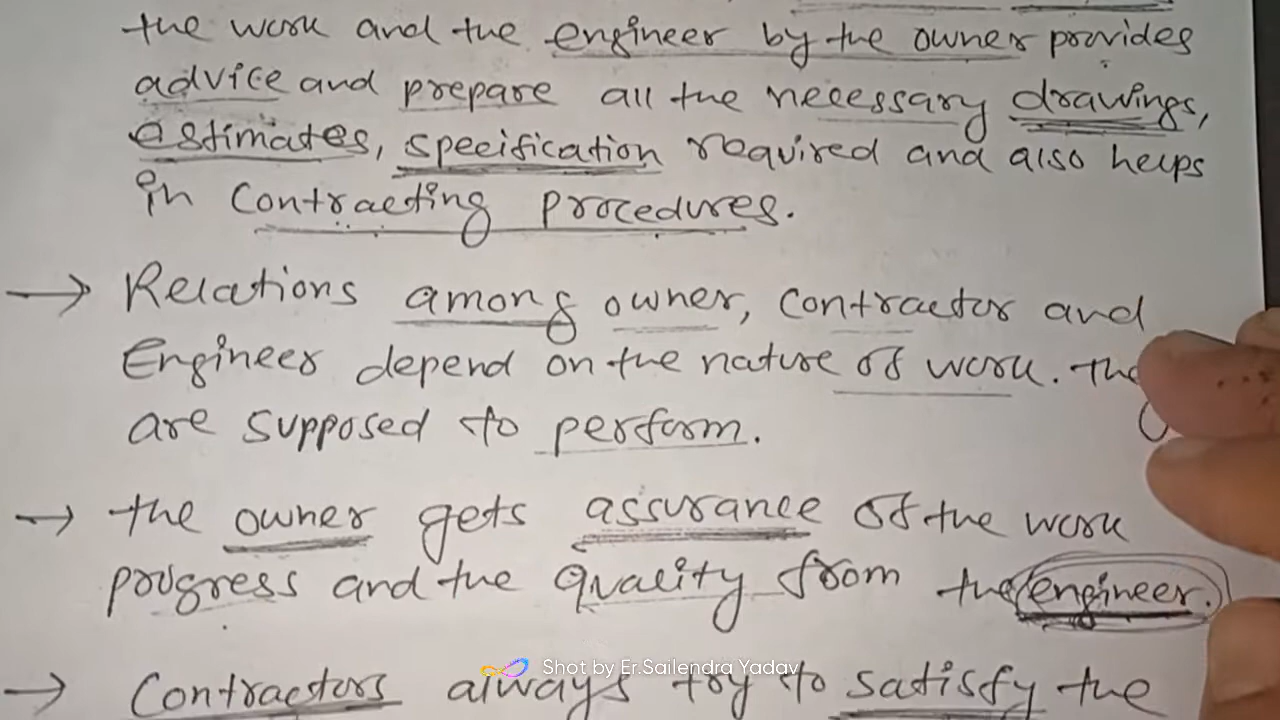 the work and the engineer by the owner provides
advice and prepare all the necessary drawings,
estimates, specification required and also helps
in contracting procedures.
→ Relations among owner, contractor and
Engineer depend on the nature of work. The
are supposed to perform.
→ the owner gets assurance of the work
progress and the quality from the engineer.
Shot by Er.Sailendra Yadav
→ Contractors always try to satisfy the